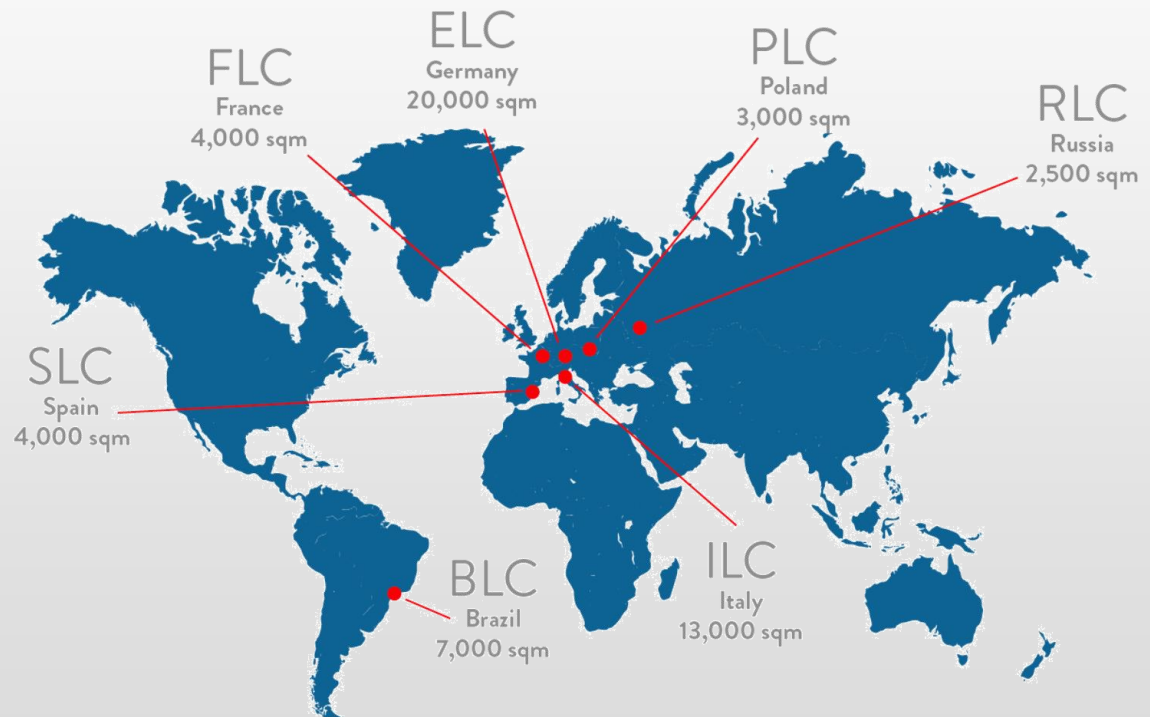 ELC
Germany
20,000 sqm
FLC
France
4,000 sqm
PLC
Poland
3,000 sqm
RLC
Russia
2,500 sqm
SLC
Spain
4,000 sqm
BLC
Brazil
7,000 sqm
ILC
Italy
13,000 sqm